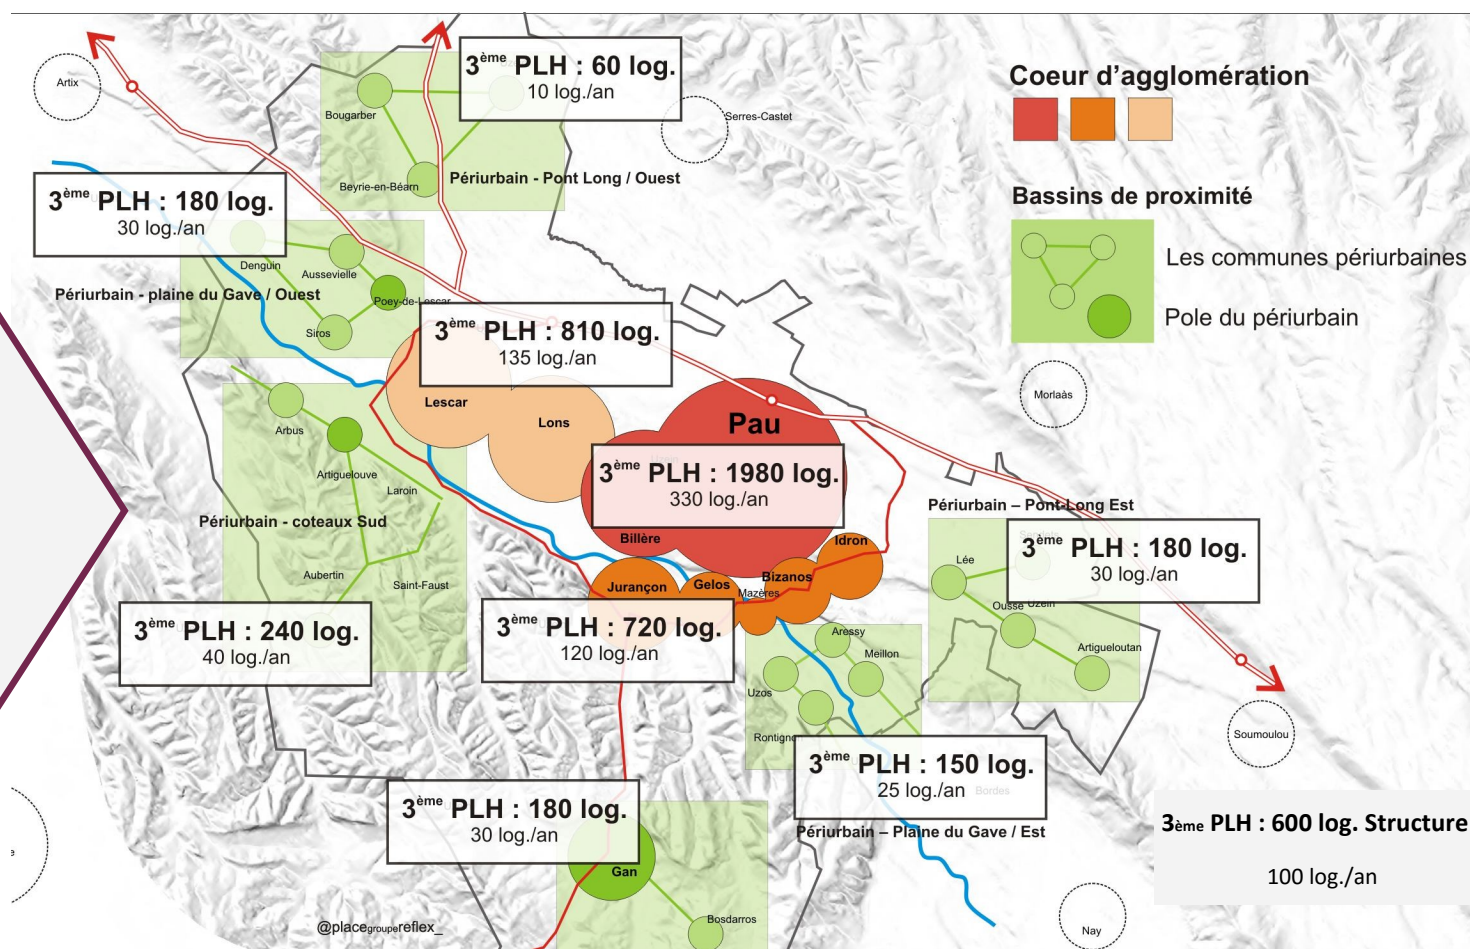 3ème PLH : 60 log.
10 log./an
Artix
Bougarber
Serres-Castet
Beyrie-en-Béarn
Périurbain - Pont Long / Ouest
3ème PLH : 180 log.
30 log./an
Denguin
Aussevielle
Périurbain - plaine du Gave / Ouest
Poey-de-Lescar
Siros
3ème PLH : 810 log.
135 log./an
Coeur d'agglomération
Bassins de proximité
Les communes périurbaines
Pole du périurbain
Morlaàs
Lescar
Lons
Pau
Arbus
Artiguelouve
Laroin
Périurbain - coteaux Sud
Aubertin
Saint-Faust
3ème PLH : 1980 log.
330 log./an
Billère
Idron
Jurançon
Gelos
Bizanos
Mazères
Périurbain – Pont-Long Est
3ème PLH : 180 log.
30 log./an
Lée
Ousse
Uzein
Artigueloutan
3ème PLH : 240 log.
40 log./an
3ème PLH : 720 log.
120 log./an
Aressy
Meillon
Uzos
Rontigno
3ème PLH : 150 log.
25 log./an
Bordes
Périurbain – Plaine du Gave / Est
Soumoulou
3ème PLH : 180 log.
30 log./an
Gan
Bosdarros
3ème PLH : 600 log. Structure
100 log./an
Nay
@placegroupereflex_